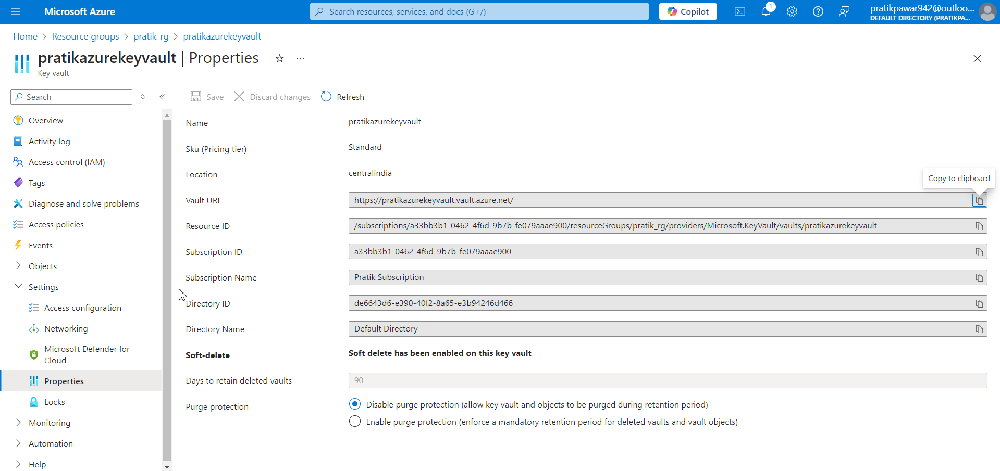 Microsoft Azure
Search resources, services, and docs (G+/)
Copilot
1
pratikpawar942@outloo...
DEFAULT DIRECTORY (PRATIKPA...
Home > Resource groups > pratik_rg > pratikazurekeyvault
pratikazurekeyvault | Properties
Key vault
Search
Save
Discard changes
Refresh
Overview
Activity log
Access control (IAM)
Tags
Diagnose and solve problems
Access policies
Events
Objects
Settings
Access configuration
Networking
Microsoft Defender for
Cloud
Properties
Locks
Monitoring
Automation
Help
Name pratikazurekeyvault
Sku (Pricing tier) Standard
Location centralindia
Copy to clipboard
Vault URI https://pratikazurekeyvault.vault.azure.net/
Resource ID /subscriptions/a33bb3b1-0462-4f6d-9b7b-fe079aaae900/resourceGroups/pratik_rg/providers/Microsoft.KeyVault/vaults/pratikazurekeyvault
Subscription ID a33bb3b1-0462-4f6d-9b7b-fe079aaae900
Subscription Name Pratik Subscription
Directory ID de6643d6-e390-40f2-8a65-e3b94246d466
Directory Name Default Directory
Soft-delete Soft delete has been enabled on this key vault
Days to retain deleted vaults 90
Purge protection Disable purge protection (allow key vault and objects to be purged during retention period)
Enable purge protection (enforce a mandatory retention period for deleted vaults and vault objects)